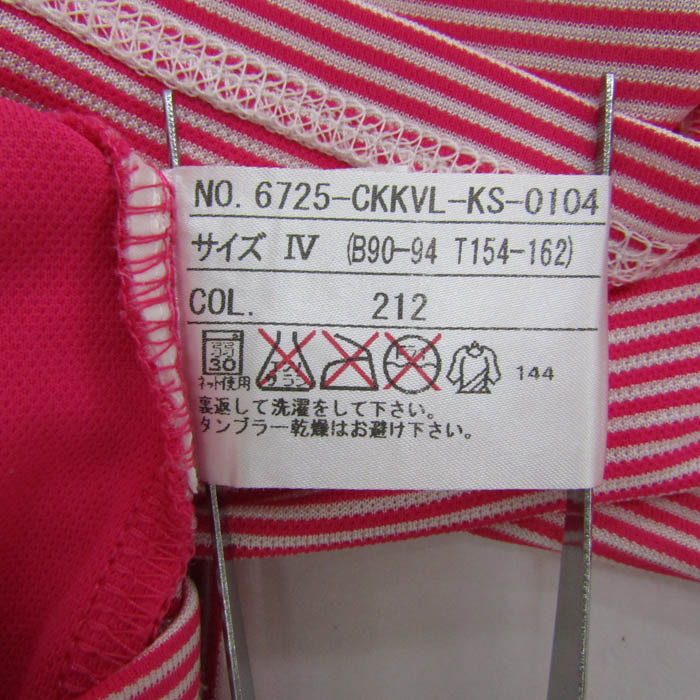 NO. 6725-CKKVL-KS-0104
サイズ Ⅳ (B90-94 T154-162)
COL. 212
弱
30
ネット使用
144
裏返して洗濯をして下さい。
タンブラー乾燥はお避け下さい。